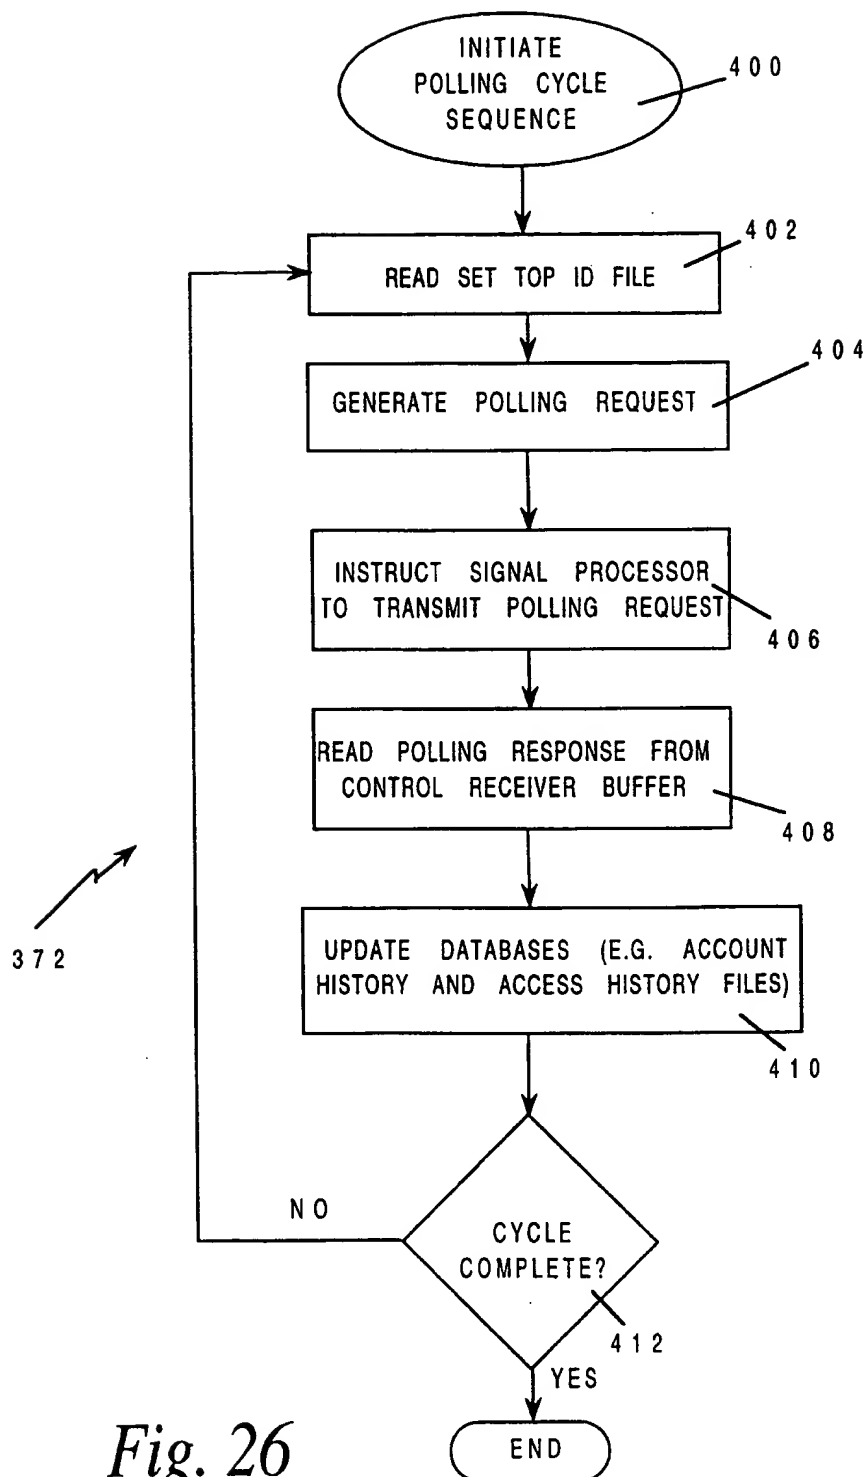 INITIATE
POLLING CYCLE
SEQUENCE
400
402
READ SET TOP ID FILE
404
GENERATE POLLING REQUEST
INSTRUCT SIGNAL PROCESSOR
TO TRANSMIT POLLING REQUEST
406
READ POLLING RESPONSE FROM
CONTROL RECEIVER BUFFER
408
372
UPDATE DATABASES (E.G. ACCOUNT
HISTORY AND ACCESS HISTORY FILES)
410
NO
CYCLE
COMPLETE?
412
YES
END
Fig. 26